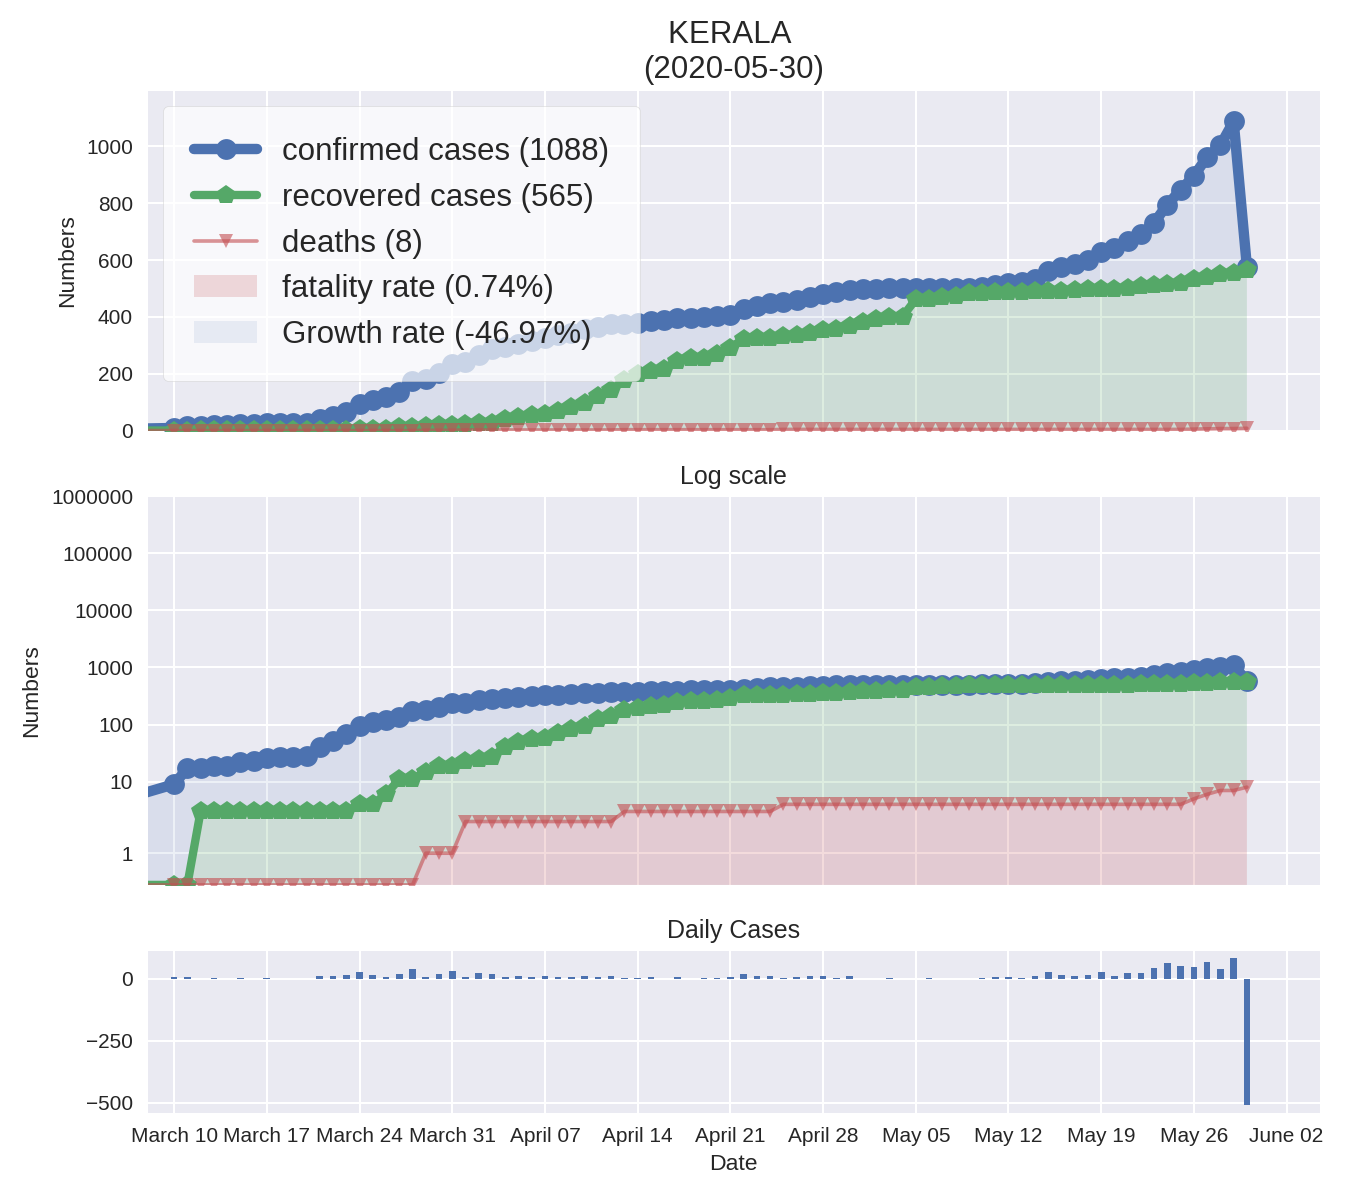 KERALA
(2020-05-30)
confirmed cases (1088)
recovered cases (565)
deaths (8)
fatality rate (0.74%)
Growth rate (-46.97%)
Numbers
1000
800
600
400
200
0
Log scale
Numbers
1000000
100000
10000
1000
100
10
1
Daily Cases
0
−250
−500
March 10 March 17 March 24 March 31 April 07 April 14 April 21 April 28 May 05 May 12 May 19 May 26 June 02
Date